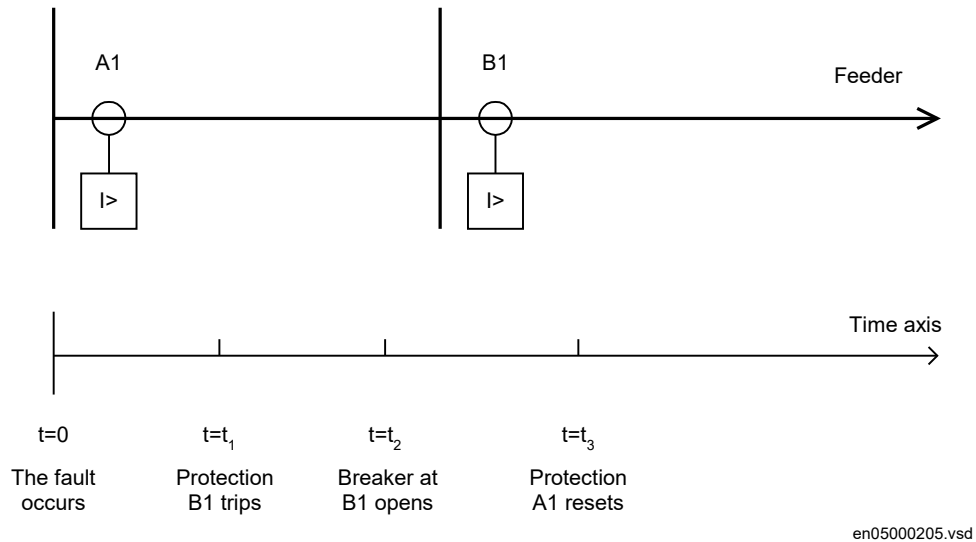 A1
B1
Feeder
I>
I>
Time axis
t=0
t=t1
t=t2
t=t3
The fault
occurs
Protection
B1 trips
Breaker at
B1 opens
Protection
A1 resets
en05000205.vsd